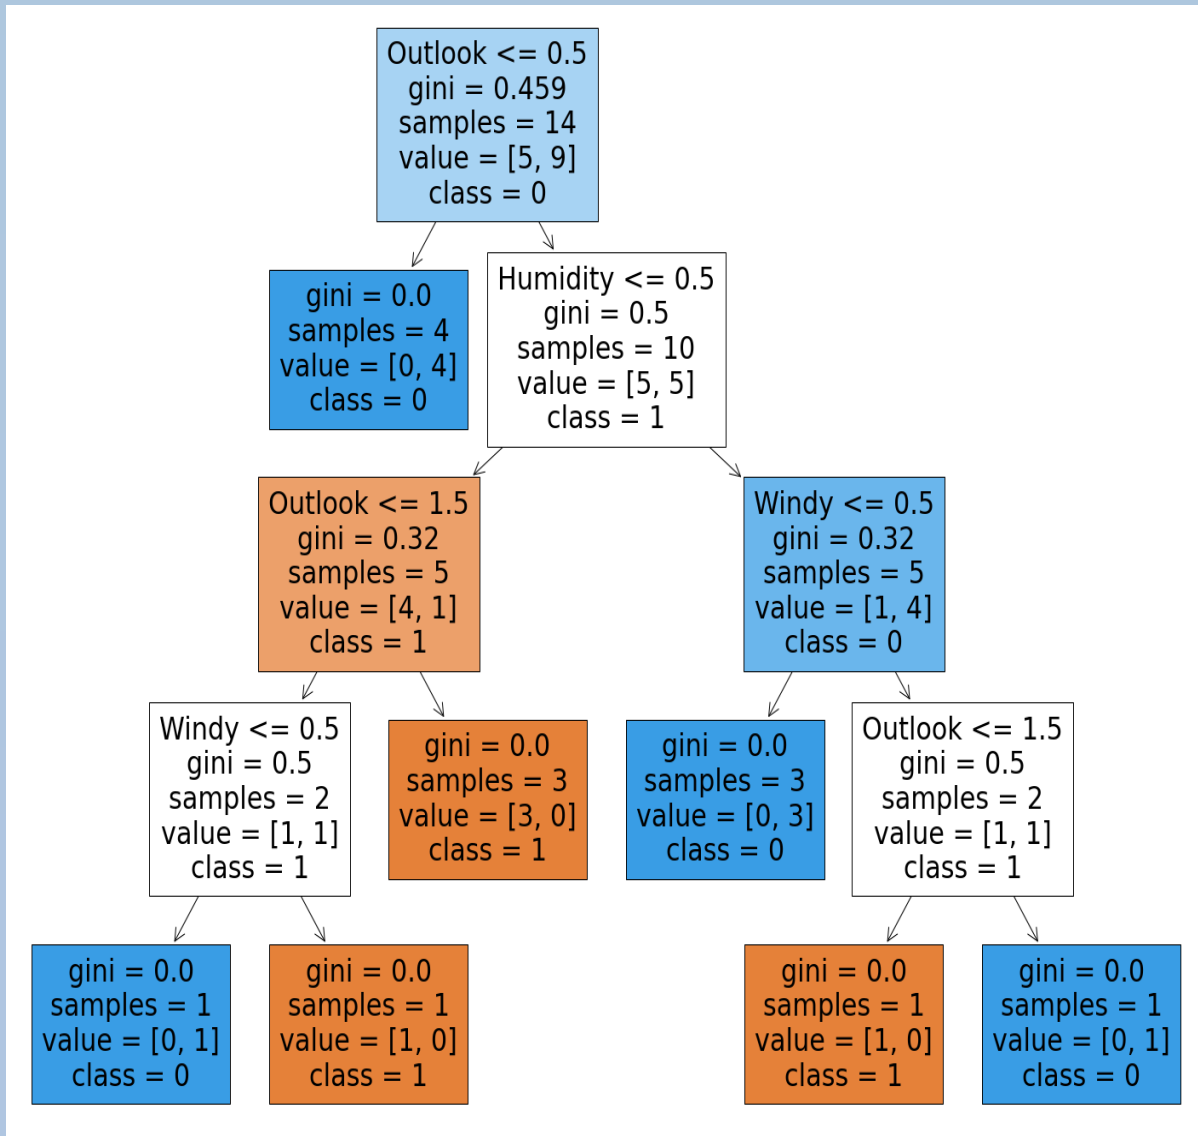 Outlook <= 0.5
gini = 0.459
samples = 14
value = [5, 9]
class = 0
gini = 0.0
samples = 4
value = [0, 4]
class = 0
Humidity <= 0.5
gini = 0.5
samples = 10
value = [5, 5]
class = 1
Outlook <= 1.5
gini = 0.32
samples = 5
value = [4, 1]
class = 1
Windy <= 0.5
gini = 0.32
samples = 5
value = [1, 4]
class = 0
Windy <= 0.5
gini = 0.5
samples = 2
value = [1, 1]
class = 1
gini = 0.0
samples = 3
value = [3, 0]
class = 1
gini = 0.0
samples = 3
value = [0, 3]
class = 0
Outlook <= 1.5
gini = 0.5
samples = 2
value = [1, 1]
class = 1
gini = 0.0
samples = 1
value = [0, 1]
class = 0
gini = 0.0
samples = 1
value = [1, 0]
class = 1
gini = 0.0
samples = 1
value = [1, 0]
class = 1
gini = 0.0
samples = 1
value = [0, 1]
class = 0